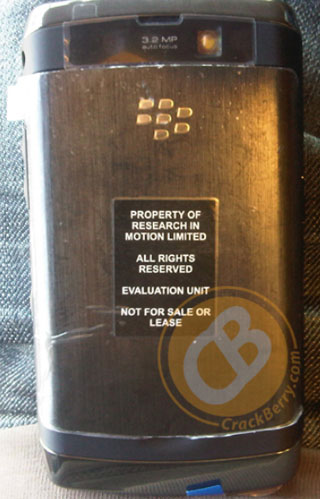 3.2 MP
autofocus
PROPERTY OF
RESEARCH IN
MOTION LIMITED
ALL RIGHTS
RESERVED
EVALUATION UNIT
NOT FOR SALE OR
LEASE
CB
CrackBerry.com